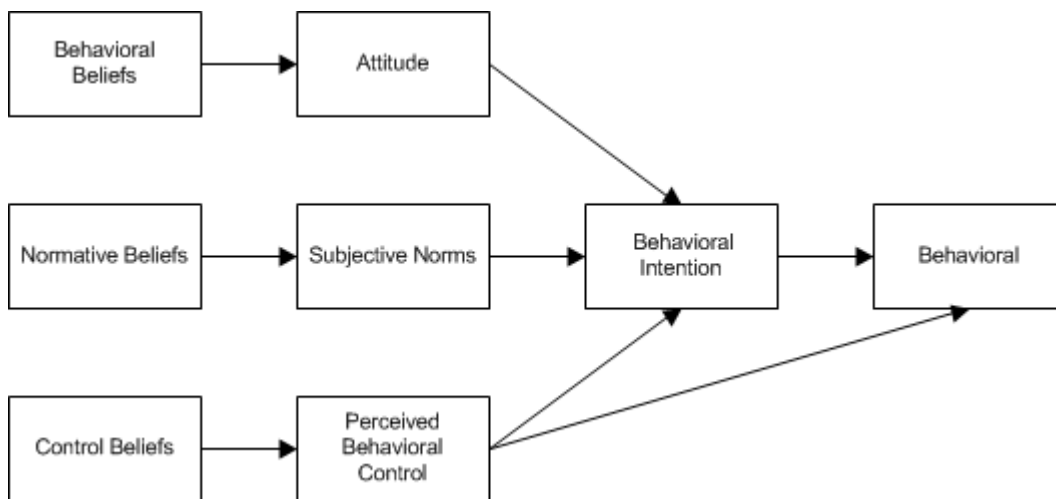 Behavioral
Beliefs
Attitude
Normative Beliefs
Subjective Norms
Behavioral
Intention
Behavioral
Control Beliefs
Perceived
Behavioral
Control